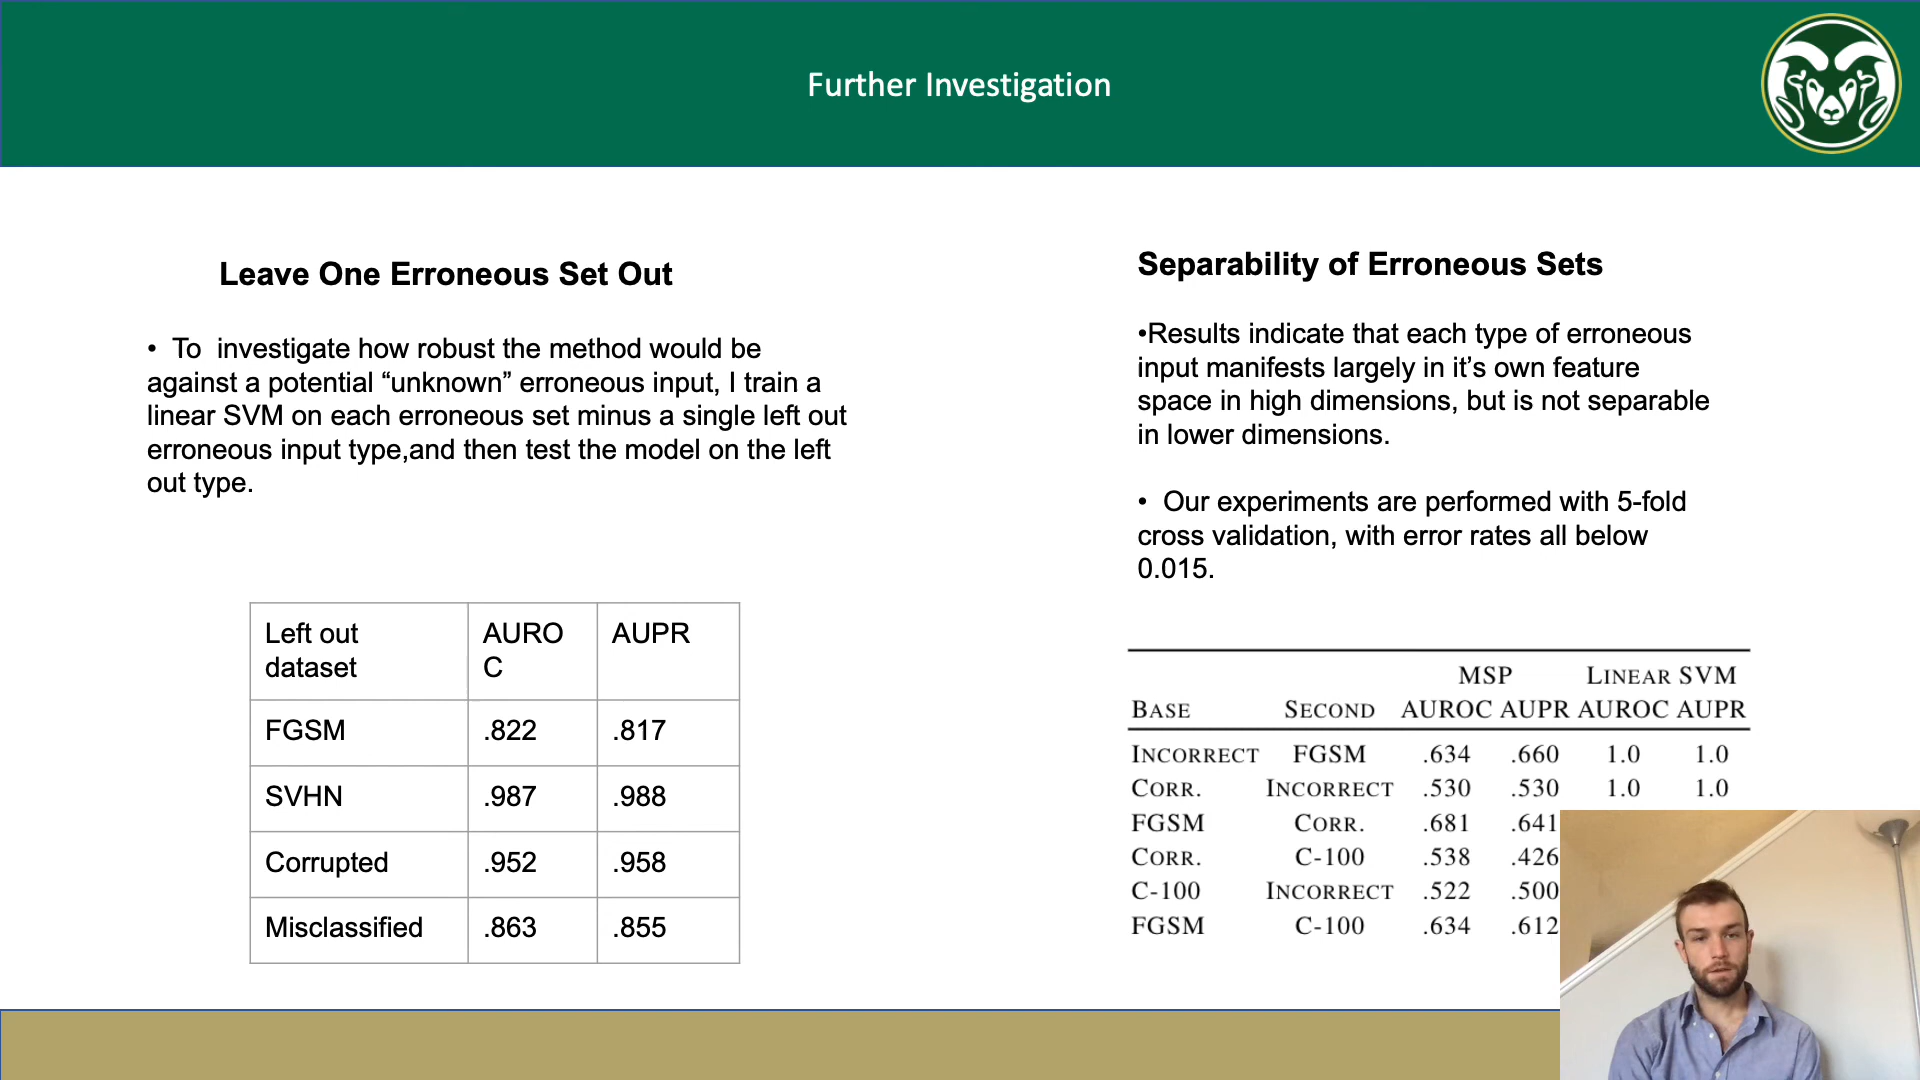 Further Investigation
Leave One Erroneous Set Out
• To investigate how robust the method would be
against a potential “unknown” erroneous input, I train a
linear SVM on each erroneous set minus a single left out
erroneous input type,and then test the model on the left
out type.
Left out
dataset
AURO
C
AUPR
FGSM .822 .817
SVHN .987 .988
Corrupted .952 .958
Misclassified .863 .855
Separability of Erroneous Sets
•Results indicate that each type of erroneous
input manifests largely in it’s own feature
space in high dimensions, but is not separable
in lower dimensions.
• Our experiments are performed with 5-fold
cross validation, with error rates all below
0.015.
MSP LINEAR SVM
BASE SECOND AUROC AUPR AUROC AUPR
INCORRECT FGSM .634 .660 1.0 1.0
CORR. INCORRECT .530 .530 1.0 1.0
FGSM CORR. .681 .641
CORR. C-100 .538 .426
C-100 INCORRECT .522 .500
FGSM C-100 .634 .612